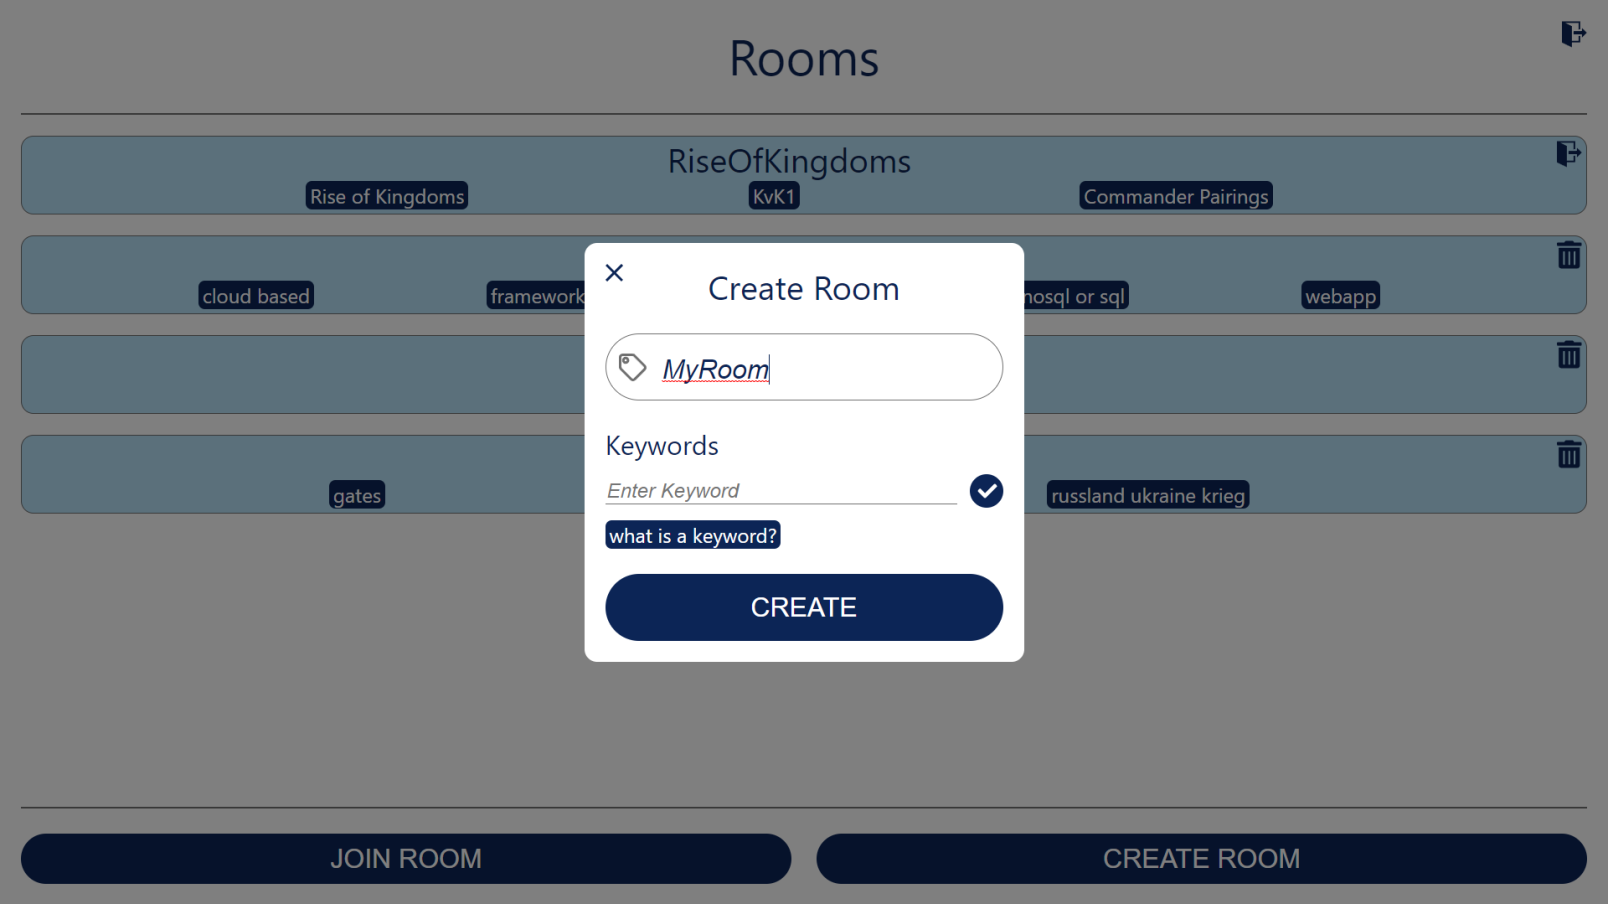 Rooms
RiseOfKingdoms
Rise of Kingdoms KvK1 Commander Pairings
cloud based framework nosql or sql webapp
gates russland ukraine krieg
Create Room
MyRoom
Keywords
Enter Keyword
what is a keyword?
CREATE
JOIN ROOM CREATE ROOM